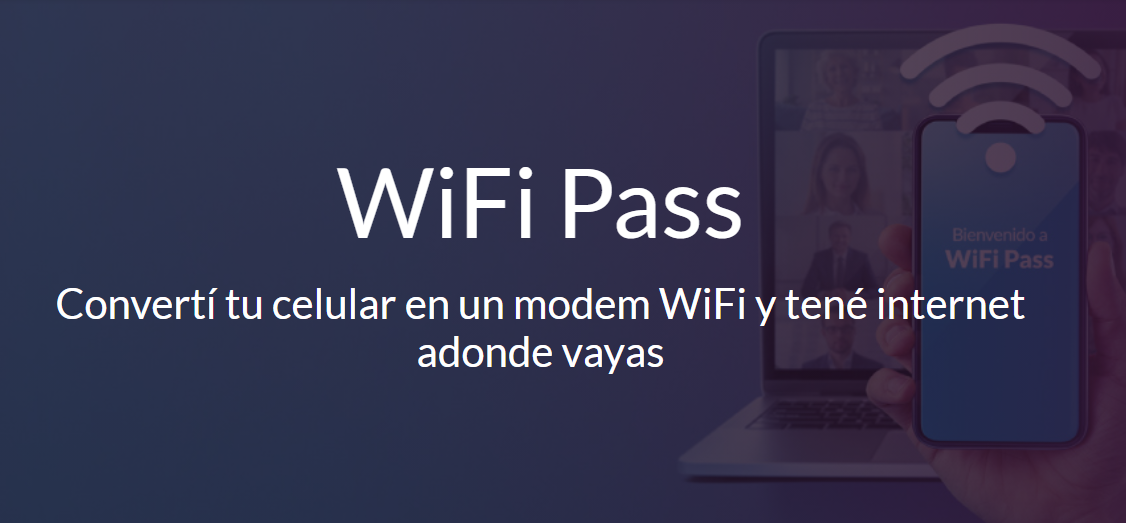 WiFi Pass
Convertí tu celular en un modem WiFi y tené internet
adonde vayas
Bienvenido a
WiFi Pass